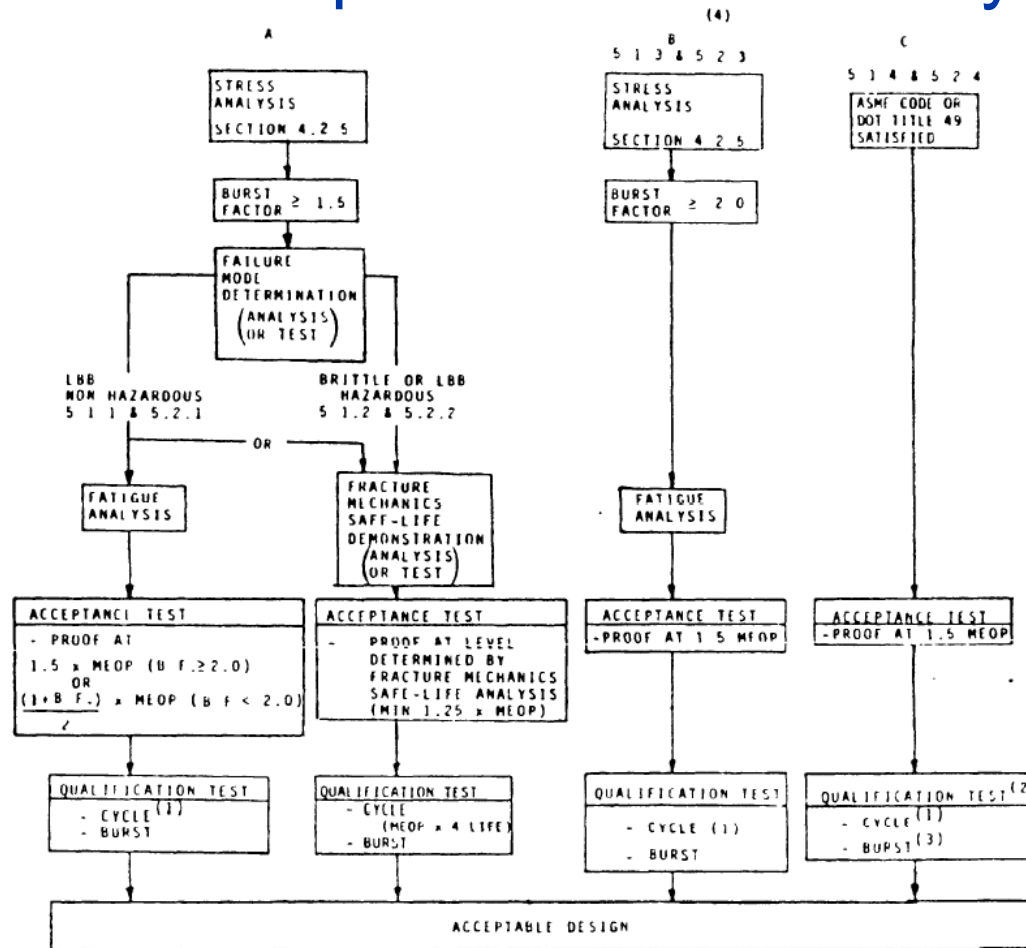 (4)
A
B
C
5 1 3 & 5 2 3
5 1 4 & 5 2 4
STRESS
ANALYSIS
SECTION 4.2 5
STRESS
ANALYSIS
SECTION 4 2 5
ASME CODE OR
DOT TITLE 49
SATISFIED
BURST
FACTOR ≥ 1.5
BURST
FACTOR ≥ 2 0
FAILURE
MODE
DETERMINATION
(ANALYSIS
OR TEST)
LBB
NON HAZARDOUS
5 1 1 & 5.2.1
BRITTLE OR LBB
HAZARDOUS
5 1.2 & 5.2.2
OR
FATIGUE
ANALYSIS
FRACTURE
MECHANICS
SAFE-LIFE
DEMONSTRATION
(ANALYSIS
OR TEST)
FATIGUE
ANALYSIS
ACCEPTANCE TEST
- PROOF AT
1.5 x MEOP (B F.≥2.0)
OR
(1+B F.) x MEOP (B F < 2.0)
2
ACCEPTANCE TEST
- PROOF AT LEVEL
DETERMINED BY
FRACTURE MECHANICS
SAFE-LIFE ANALYSIS
(MIN 1.25 x MEOP)
ACCEPTANCE TEST
-PROOF AT 1 5 MEOP
ACCEPTANCE TEST
-PROOF AT 1.5 MEOP
QUALIFICATION TEST
- CYCLE(1)
- BURST
QUALIFICATION TEST
- CYCLE
(MEOP x 4 LIFE)
- BURST
QUALIFICATION TEST
- CYCLE (1)
- BURST
QUALIFICATION TEST(2
- CYCLE(1)
- BURST(3)
ACCEPTABLE DESIGN